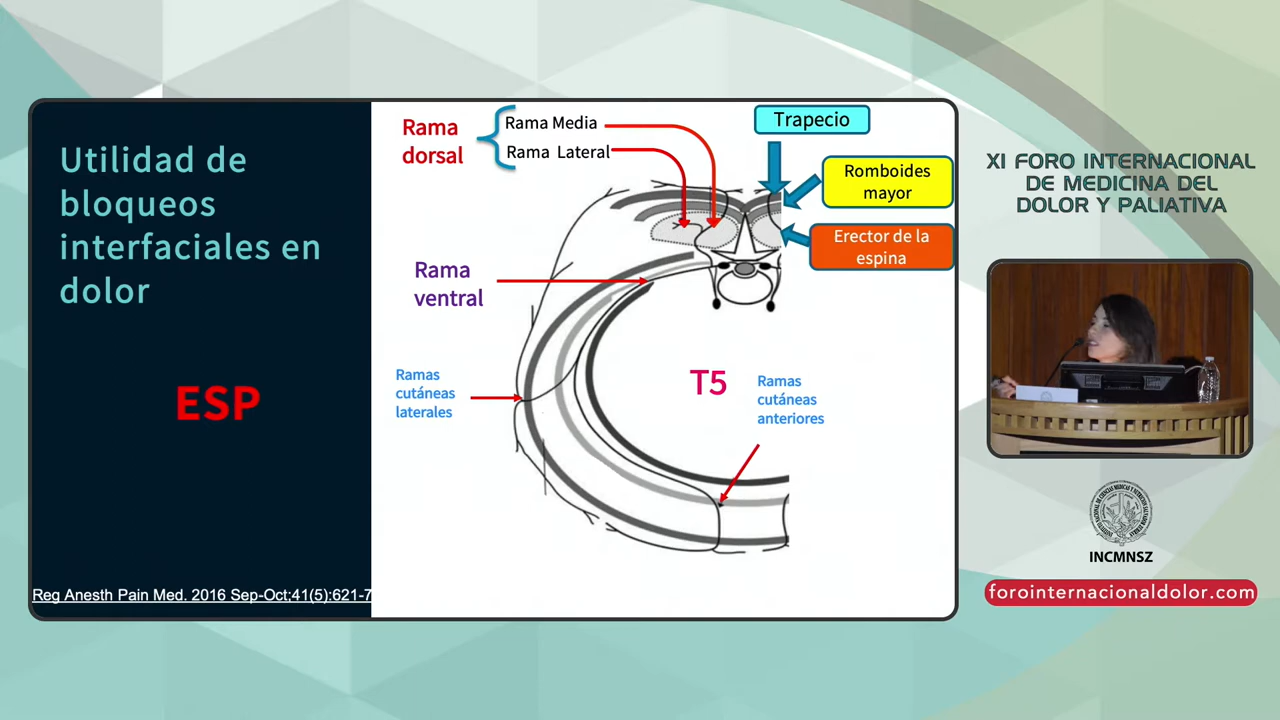 Utilidad de
bloqueos
interfaciales en
dolor
ESP
Reg Anesth Pain Med. 2016 Sep-Oct;41(5):621-7
Rama
dorsal
Rama Media
Rama Lateral
Trapecio
Romboides
mayor
Erector de la
espina
Rama
ventral
Ramas
cutáneas
laterales
T5
Ramas
cutáneas
anteriores
XI FORO INTERNACIONAL
DE MEDICINA DEL
DOLOR Y PALIATIVA
INCMNSZ
forointernacionaldolor.com